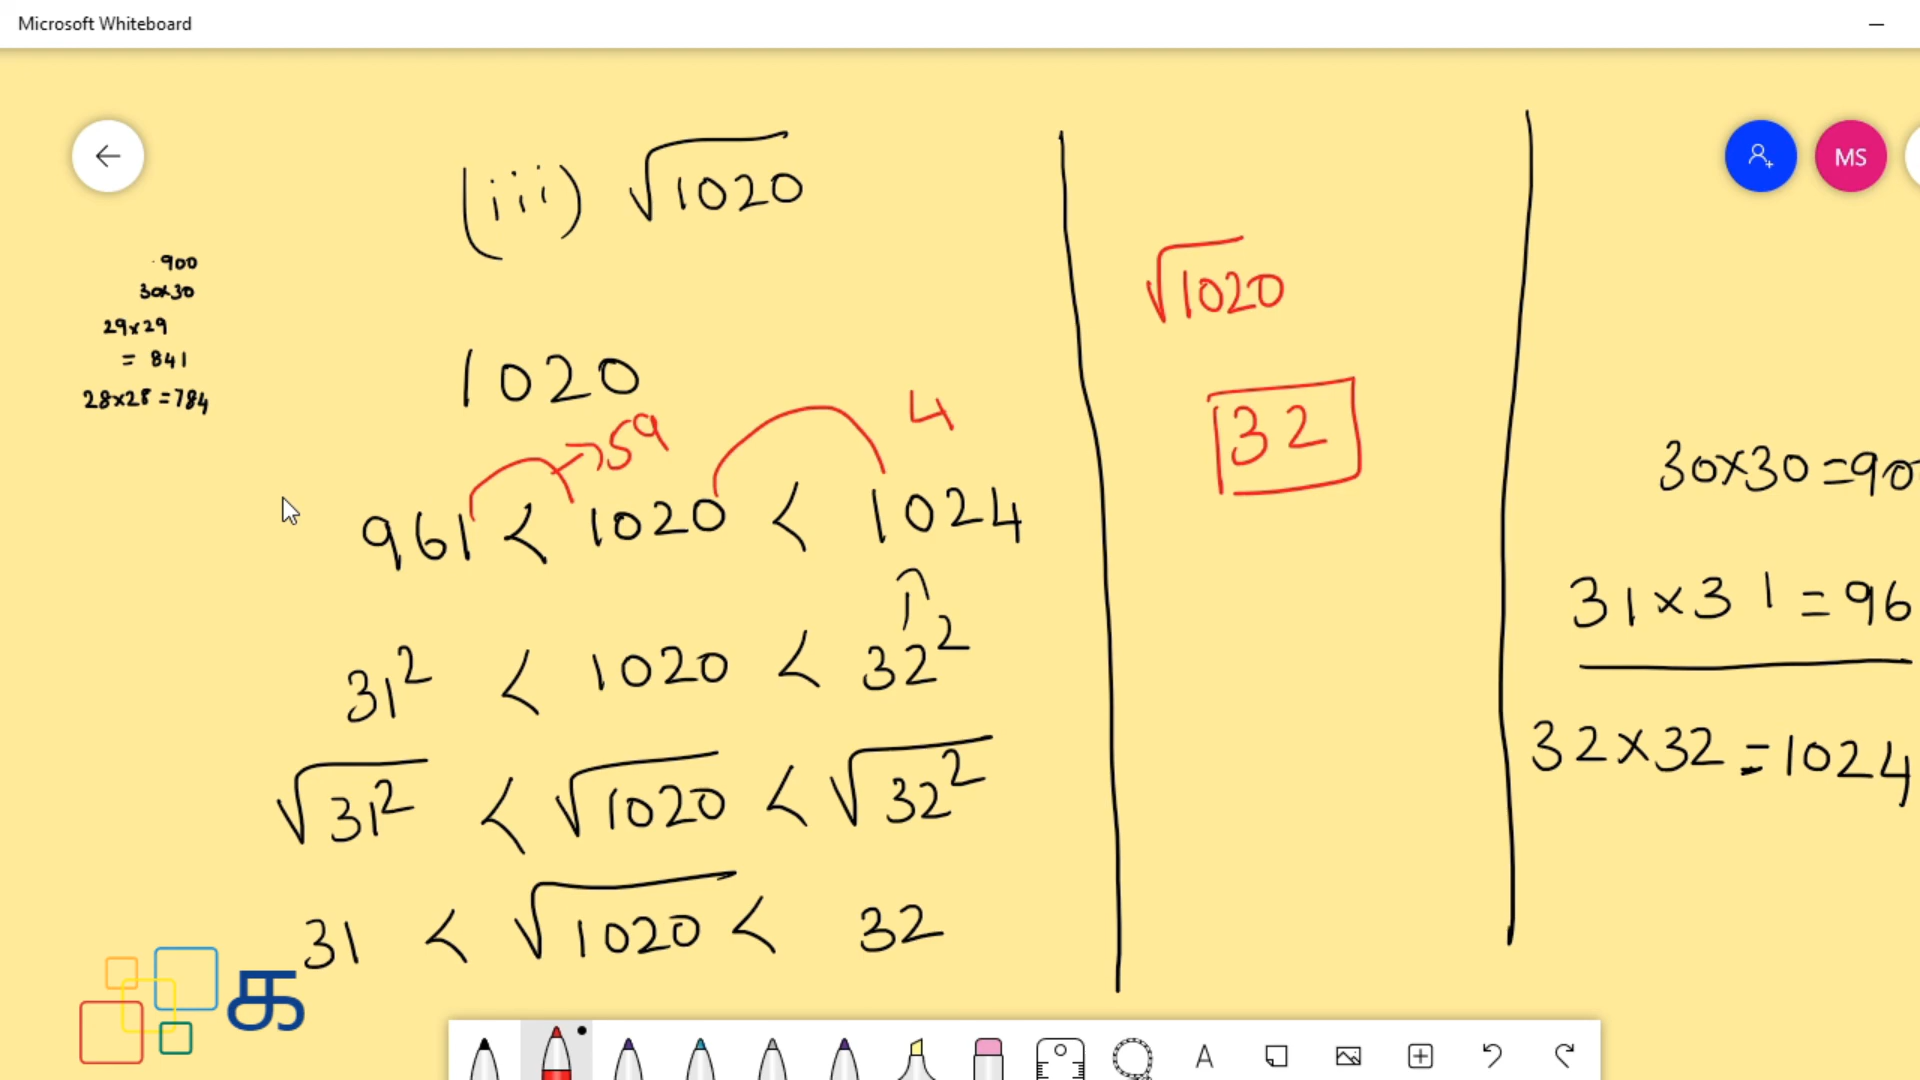 Microsoft Whiteboard
(iii) √1020
900
30x30
29x29
= 841
28x28 = 784
1020
59
4
961 < 1020 < 1024
31² < 1020 < 32²
√31² < √1020 < √32²
31 < √1020 < 32
√1020
32
MS
30x30 = 90
31x31 = 96
32x32 = 1024
க
A